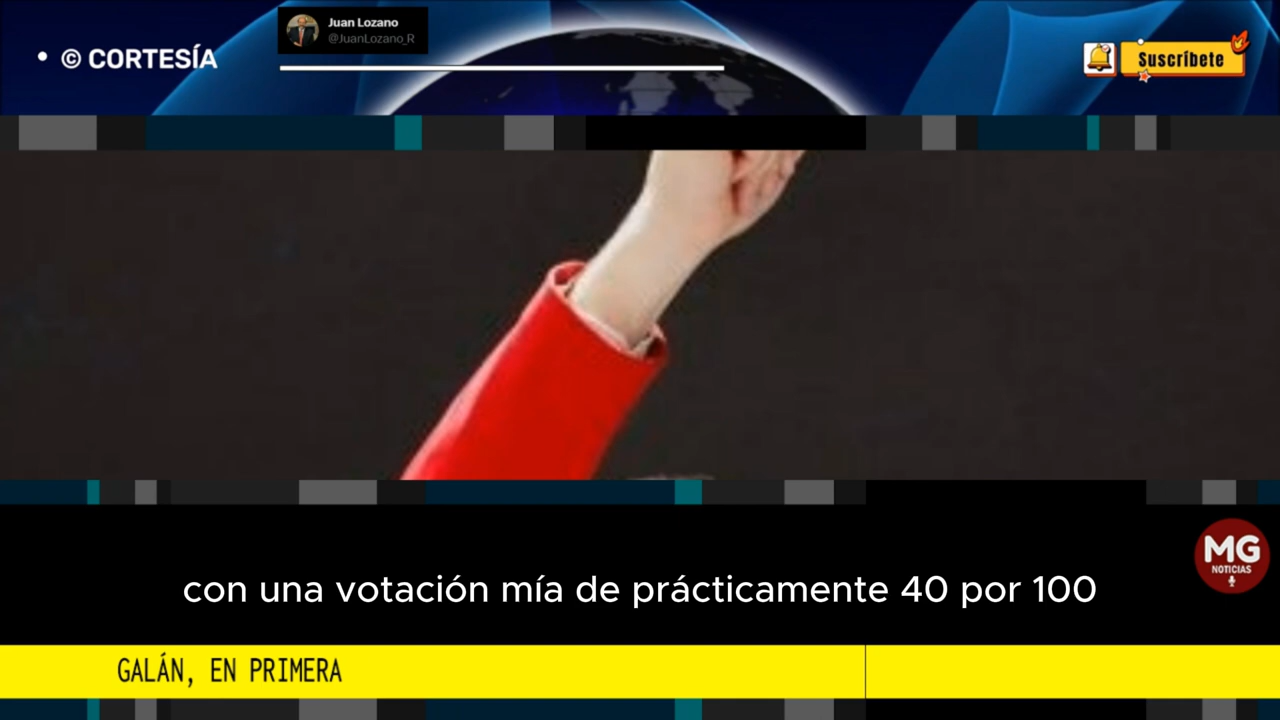 Juan Lozano
@JuanLozano_R
• © CORTESÍA
Suscríbete
con una votación mía de prácticamente 40 por 100
MG
NOTICIAS
GALÁN, EN PRIMERA